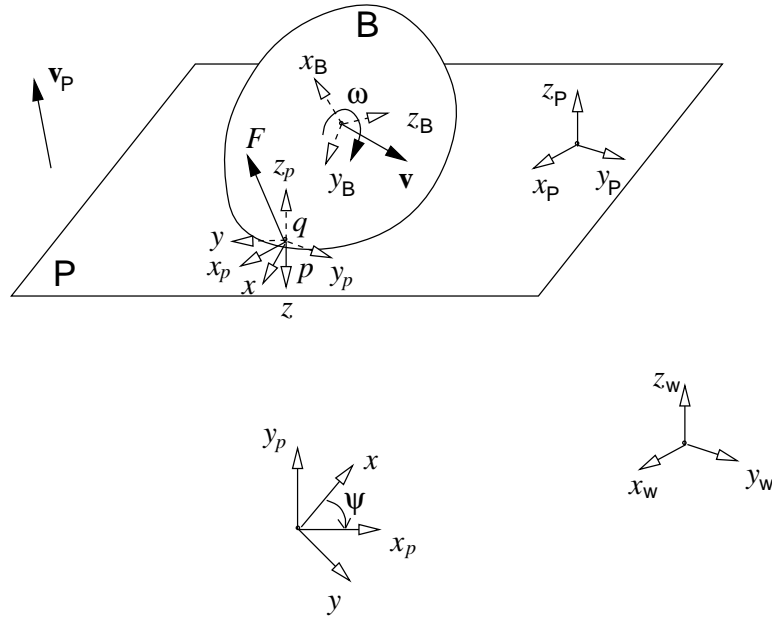 B
v_P
x_B
ω
z_B
z_P
F
z_p
y_B
v
x_P
y_P
q
y
x_p
p
y_p
P
x
z
z_w
y_p
x
ψ
x_w
y_w
x_p
y